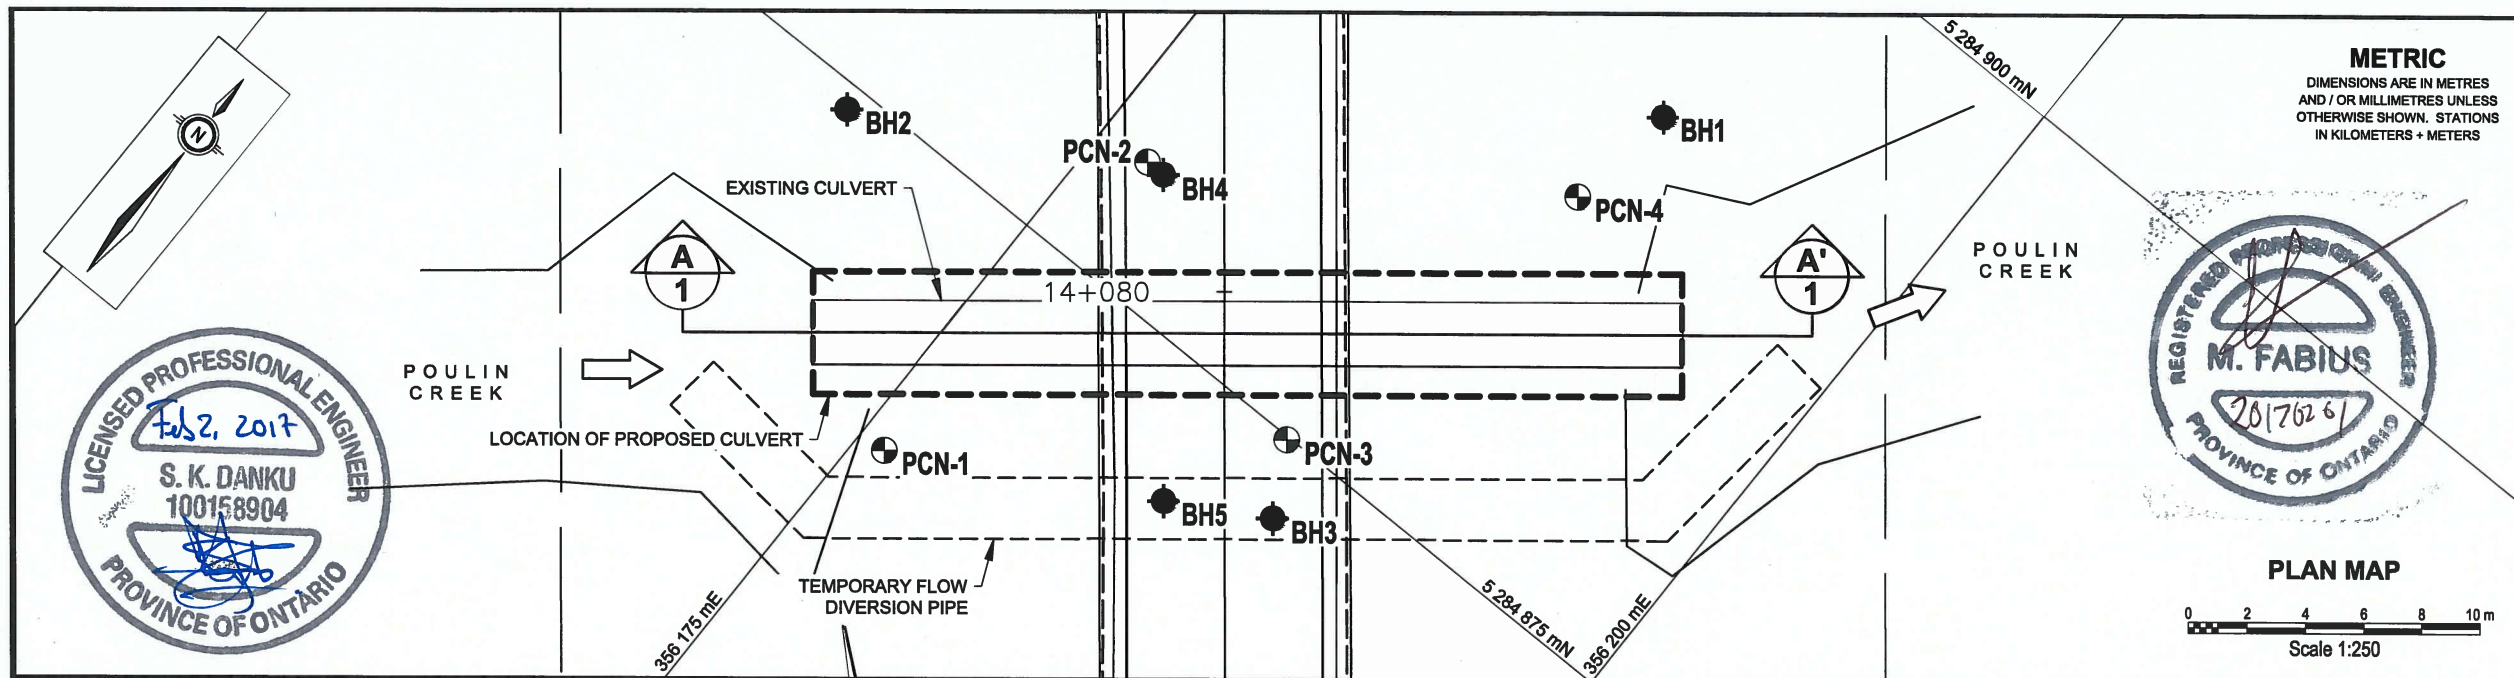 METRIC
DIMENSIONS ARE IN METRES
AND / OR MILLIMETRES UNLESS
OTHERWISE SHOWN. STATIONS
IN KILOMETERS + METERS
5 284 900 mN
N
BH2
BH1
PCN-2
BH4
EXISTING CULVERT
PCN-4
A
1
A'
1
POULIN
CREEK
14+080
POULIN
CREEK
LOCATION OF PROPOSED CULVERT
PCN-1
PCN-3
BH5
BH3
TEMPORARY FLOW
DIVERSION PIPE
356 175 mE
5 284 875 mN
356 200 mE
LICENSED PROFESSIONAL ENGINEER
Feb 2, 2017
S. K. DANKU
100158904
PROVINCE OF ONTARIO
REGISTERED PROFESSIONAL ENGINEER
M. FABIUS
PROVINCE OF ONTARIO
PLAN MAP
0 2 4 6 8 10 m
Scale 1:250